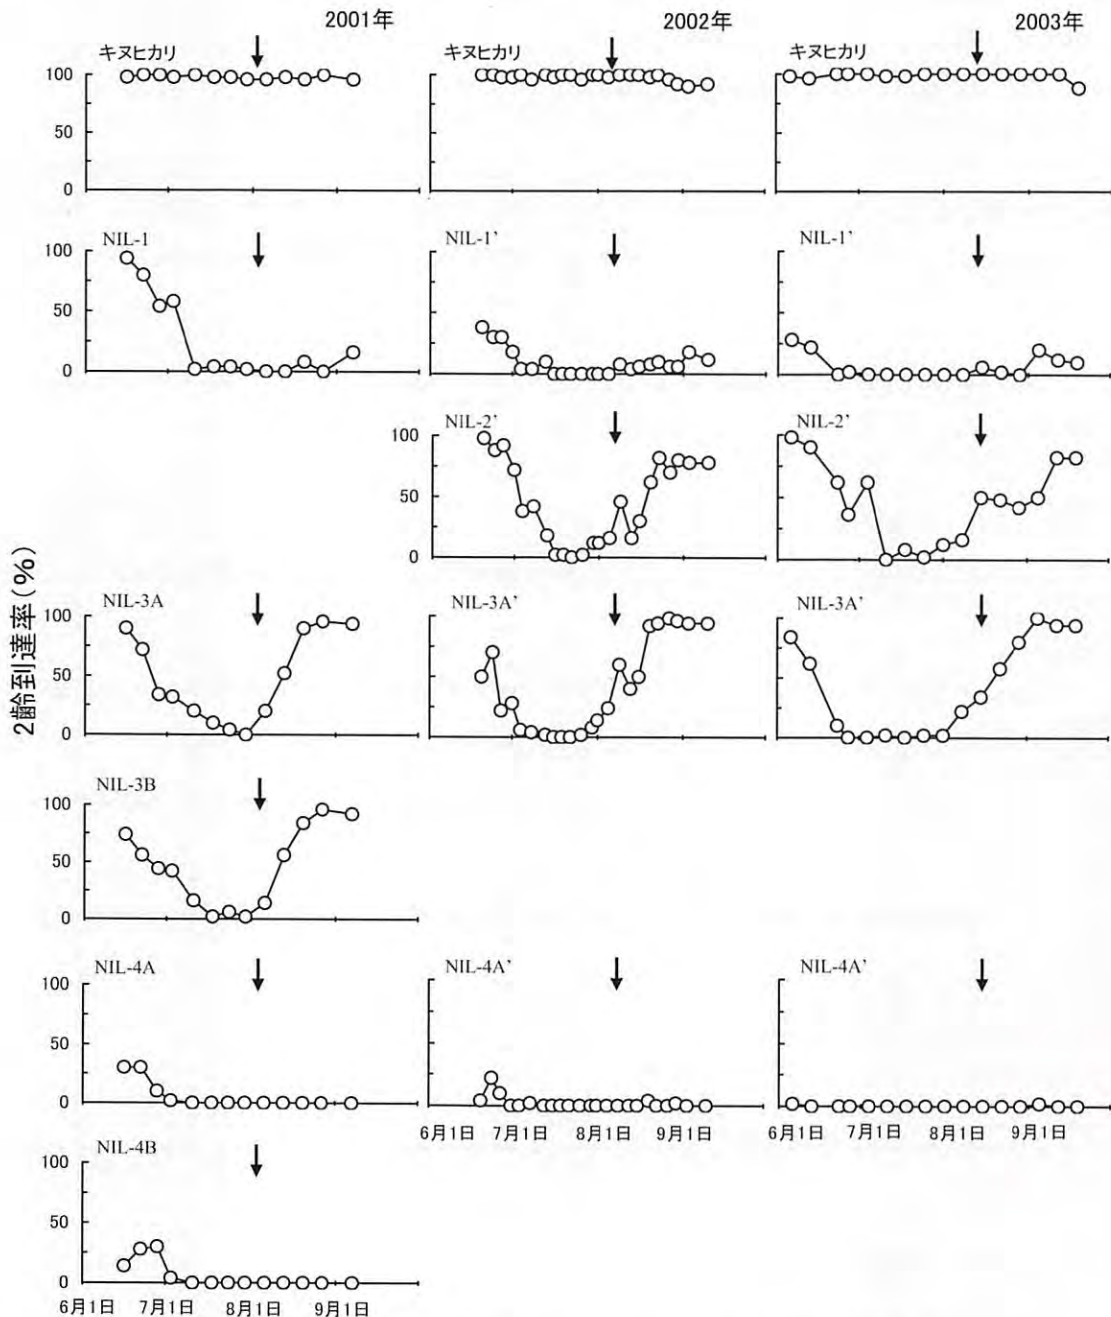 2001年 2002年 2003年
キヌヒカリ キヌヒカリ キヌヒカリ
100
50
0
NIL-1 NIL-1’ NIL-1’
100
50
0
NIL-2’ NIL-2’
100
50
0
2齢到達率(%)
NIL-3A NIL-3A’ NIL-3A’
100
50
0
NIL-3B
100
50
0
NIL-4A NIL-4A’ NIL-4A’
100
50
0
6月1日 7月1日 8月1日 9月1日 6月1日 7月1日 8月1日 9月1日
NIL-4B
100
50
0
6月1日 7月1日 8月1日 9月1日